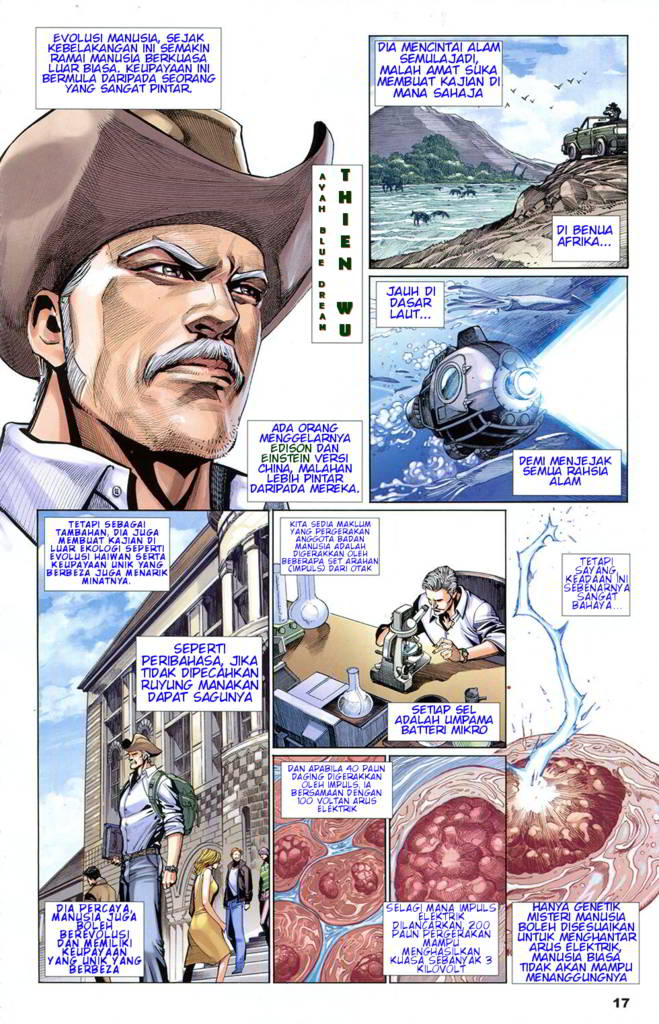 EVOLUSI MANUSIA, SEJAK
KEBELAKANGAN INI SEMAKIN
RAMAI MANUSIA BERKUASA
LUAR BIASA. KEUPAYAAN INI
BERMULA DARIPADA SEORANG
YANG SANGAT PINTAR.
DIA MENCINTAI ALAM
SEMULAJADI,
MALAH AMAT SUKA
MEMBUAT KAJIAN DI
MANA SAHAJA
AYAH BLUE DREAM
THIEN WU
DI BENUA
AFRIKA...
JAUH DI
DASAR
LAUT...
ADA ORANG
MENGGELARNYA
EDISON DAN
EINSTEIN VERSI
CHINA, MALAHAN
LEBIH PINTAR
DARIPADA MEREKA.
DEMI MENJEJAK
SEMUA RAHSIA
ALAM
TETAPI SEBAGAI
TAMBAHAN, DIA JUGA
MEMBUAT KAJIAN DI
LUAR EKOLOGI SEPERTI
EVOLUSI HAIWAN SERTA
KEUPAYAAN UNIK YANG
BERBEZA JUGA MENARIK
MINATNYA.
KITA SEDIA MAKLUM
YANG PERGERAKAN
ANGGOTA BADAN
MANUSIA ADALAH
DIGERAKKAN OLEH
BEBERAPA SET ARAHAN
(IMPULS) DARI OTAK
TETAPI
SAYANG,
KEADAAN INI
SEBENARNYA
SANGAT
BAHAYA...
SEPERTI
PERIBAHASA, JIKA
TIDAK DIPECAHKAN
RUYUNG MANAKAN
DAPAT SAGUNYA
SETIAP SEL
ADALAH UMPAMA
BATTERI MIKRO
DAN APABILA 40 PAUN
DAGING DIGERAKKAN
OLEH IMPULS. IA
BERSAMAAN DENGAN
100 VOLTAN ARUS
ELEKTRIK
DIA PERCAYA,
MANUSIA JUGA
BOLEH
BEREVOLUSI
DAN MEMILIKI
KEUPAYAAN
YANG UNIK YANG
BERBEZA
SELAGI MANA IMPULS
ELEKTRIK
DILANCARKAN, 200
PAUN PERGERAKAN
MAMPU
MENGHASILKAN
KUASA SEBANYAK 3
KILOVOLT
HANYA GENETIK
MISTERI MANUSIA
BOLEH DISESUAIKAN
UNTUK MENGHANTAR
ARUS ELEKTRIK,
MANUSIA BIASA
TIDAK AKAN MAMPU
MENANGGUNGNYA
17